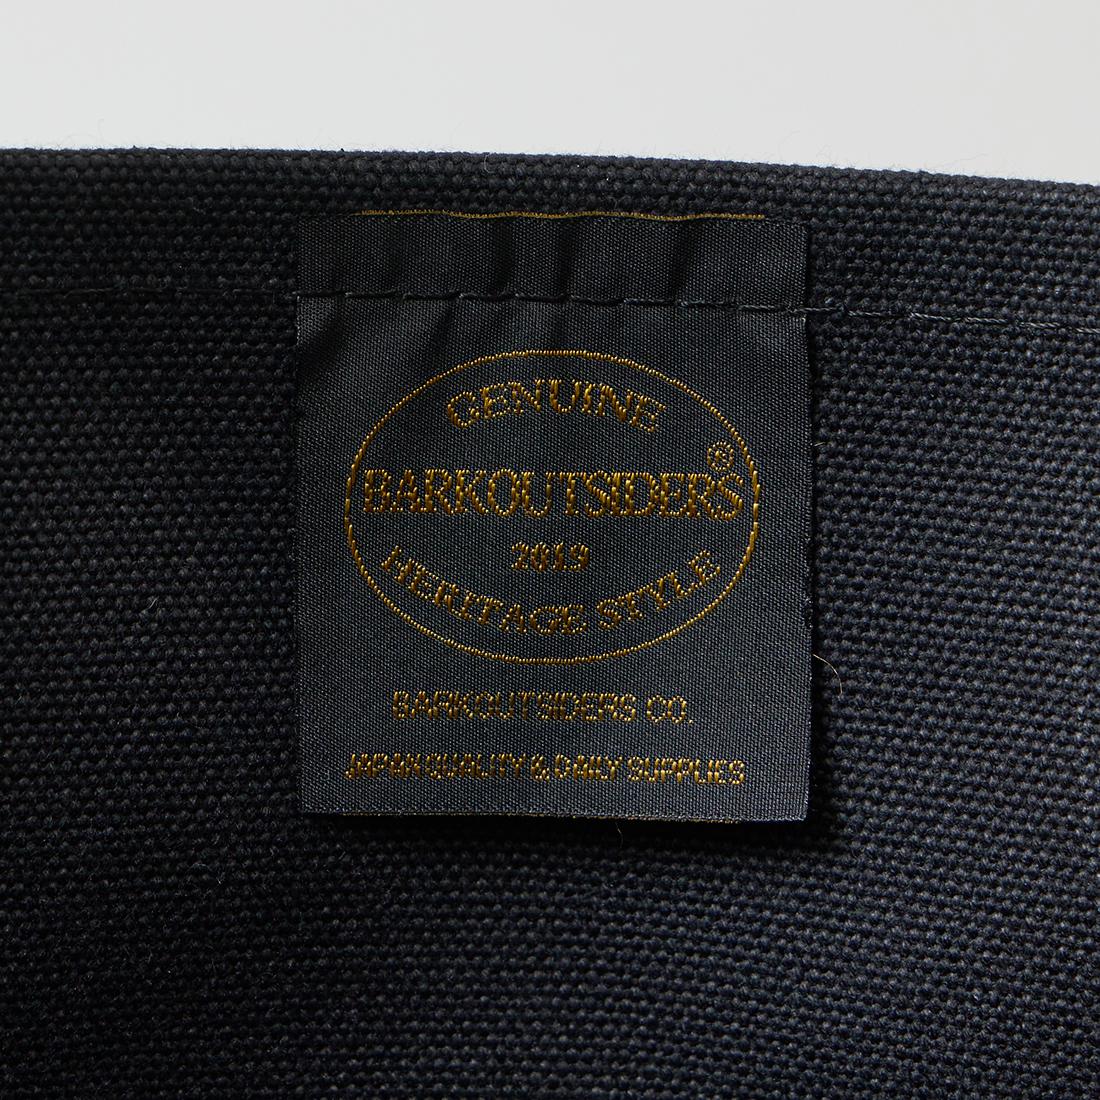 GENUINE
BARKOUTSIDERS®
2019
HERITAGE STYLE
BARKOUTSIDERS CO.
JAPAN QUALITY & DAILY SUPPLIES